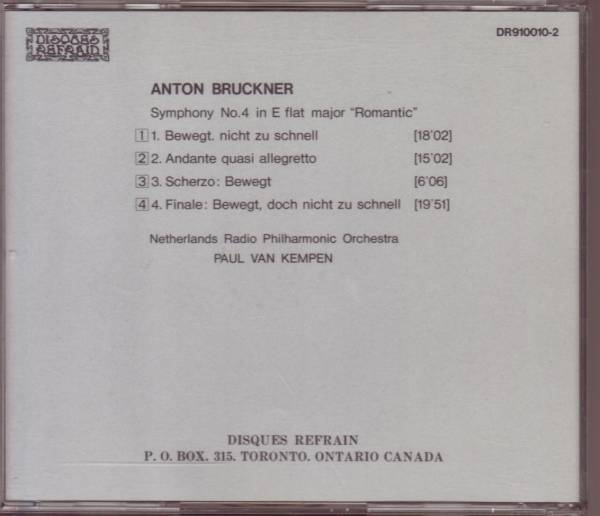 DISQUES
REFRAIN
DR910010-2
ANTON BRUCKNER
Symphony No.4 in E flat major "Romantic"
1 1. Bewegt. nicht zu schnell [18'02]
2 2. Andante quasi allegretto [15'02]
3 3. Scherzo: Bewegt [6'06]
4 4. Finale: Bewegt, doch nicht zu schnell [19'51]
Netherlands Radio Philharmonic Orchestra
PAUL VAN KEMPEN
DISQUES REFRAIN
P. O. BOX. 315. TORONTO. ONTARIO CANADA